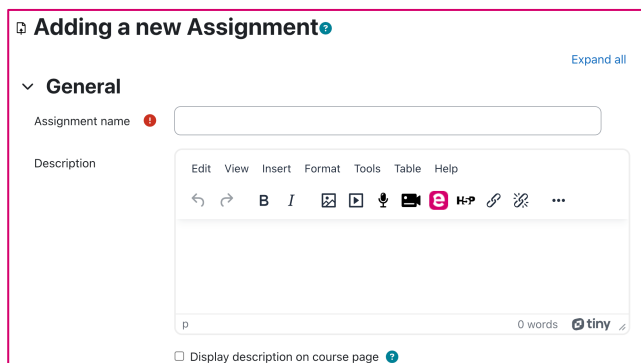 Adding a new Assignment
Expand all
General
Assignment name
Description
Edit View Insert Format Tools Table Help
B I e H-P
p 0 words tiny
Display description on course page